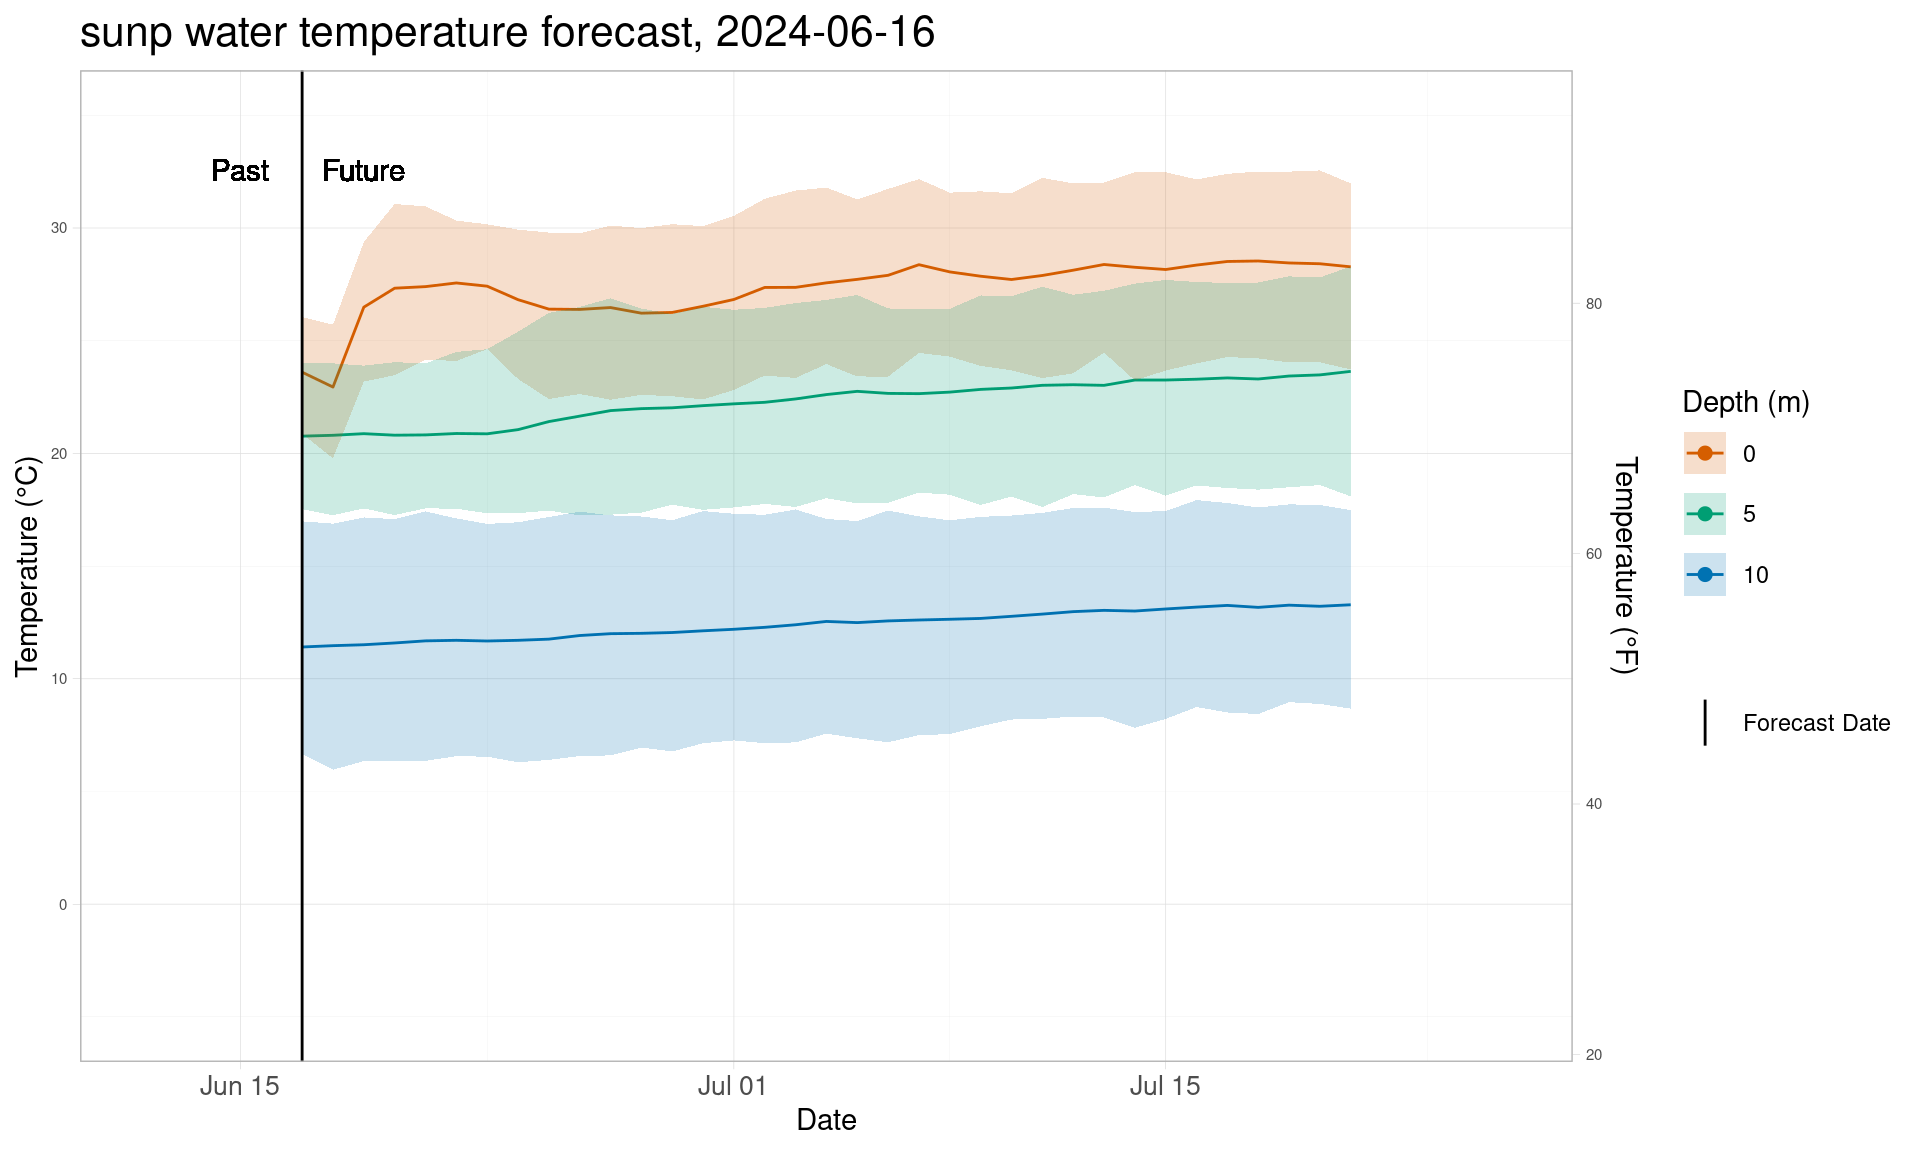 sunp water temperature forecast, 2024-06-16
Past
Future
30
20
10
0
Temperature (°C)
80
60
40
20
Temperature (°F)
Jun 15
Jul 01
Jul 15
Date
Depth (m)
0
5
10
Forecast Date